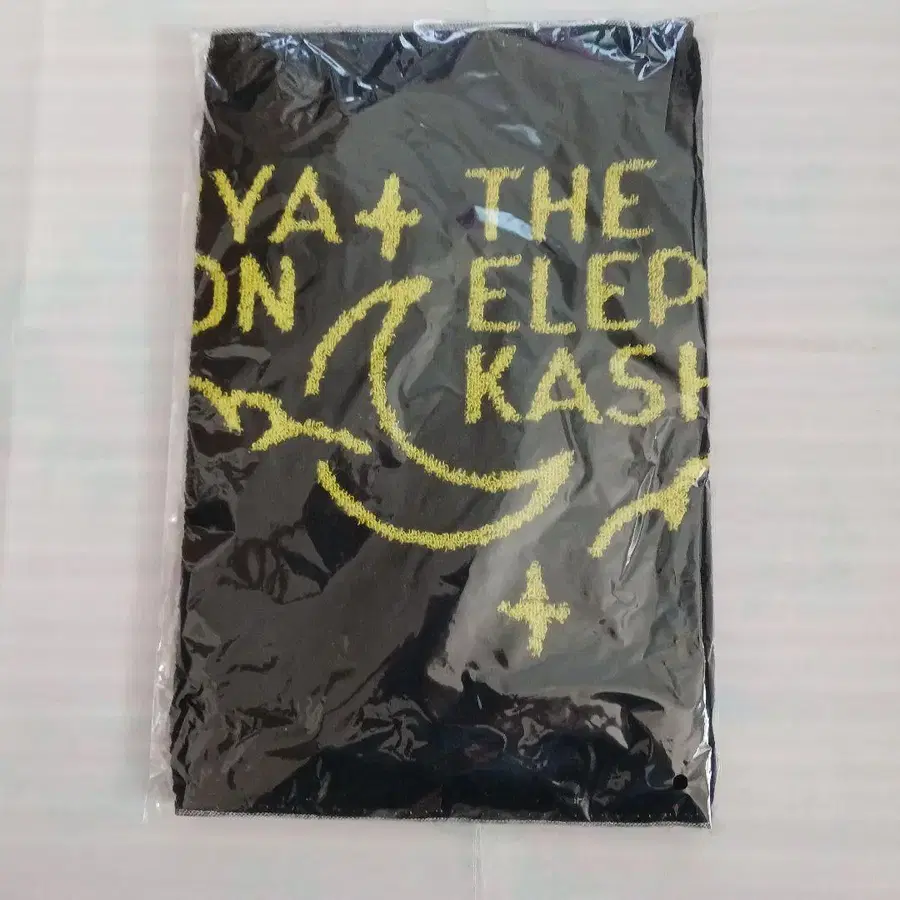 YA
ON
THE
ELEP
KASH